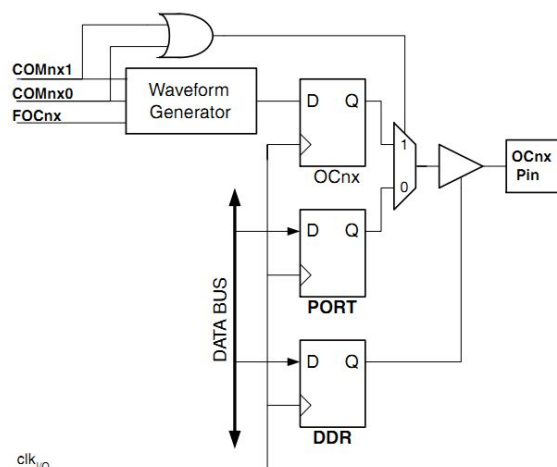 COMnx1
COMnx0
FOCnx
Waveform
Generator
D Q
OCnx
1
0
OCnx
Pin
D Q
PORT
D Q
DDR
DATA BUS
clkI/O